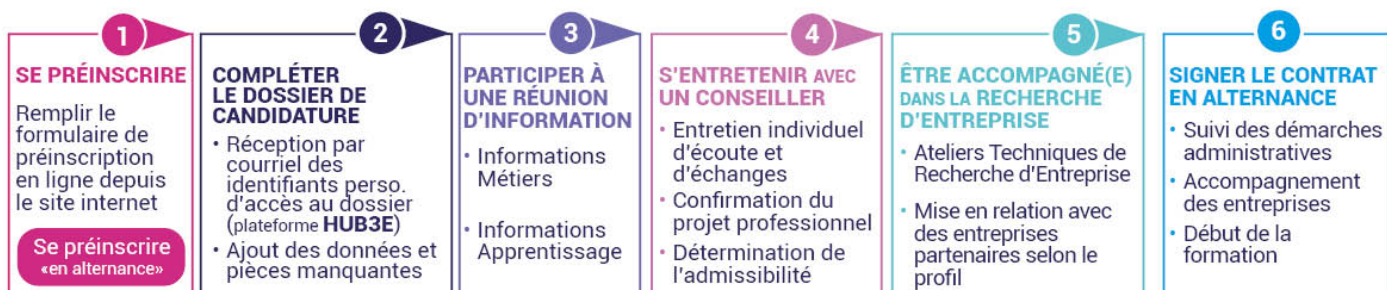 1
SE PRÉINSCRIRE
Remplir le
formulaire de
préinscription
en ligne depuis
le site internet
Se préinscrire
«en alternance»
2
COMPLÉTER
LE DOSSIER DE
CANDIDATURE
• Réception par
courriel des
identifiants perso.
d'accès au dossier
(plateforme HUB3E)
• Ajout des données et
pièces manquantes
3
PARTICIPER À
UNE RÉUNION
D'INFORMATION
• Informations
Métiers
• Informations
Apprentissage
4
S'ENTRETENIR AVEC
UN CONSEILLER
• Entretien individuel
d'écoute et
d'échanges
• Confirmation du
projet professionnel
• Détermination de
l'admissibilité
5
ÊTRE ACCOMPAGNÉ(E)
DANS LA RECHERCHE
D'ENTREPRISE
• Ateliers Techniques de
Recherche d'Entreprise
• Mise en relation avec
des entreprises
partenaires selon le
profil
6
SIGNER LE CONTRAT
EN ALTERNANCE
• Suivi des démarches
administratives
• Accompagnement
des entreprises
• Début de la
formation